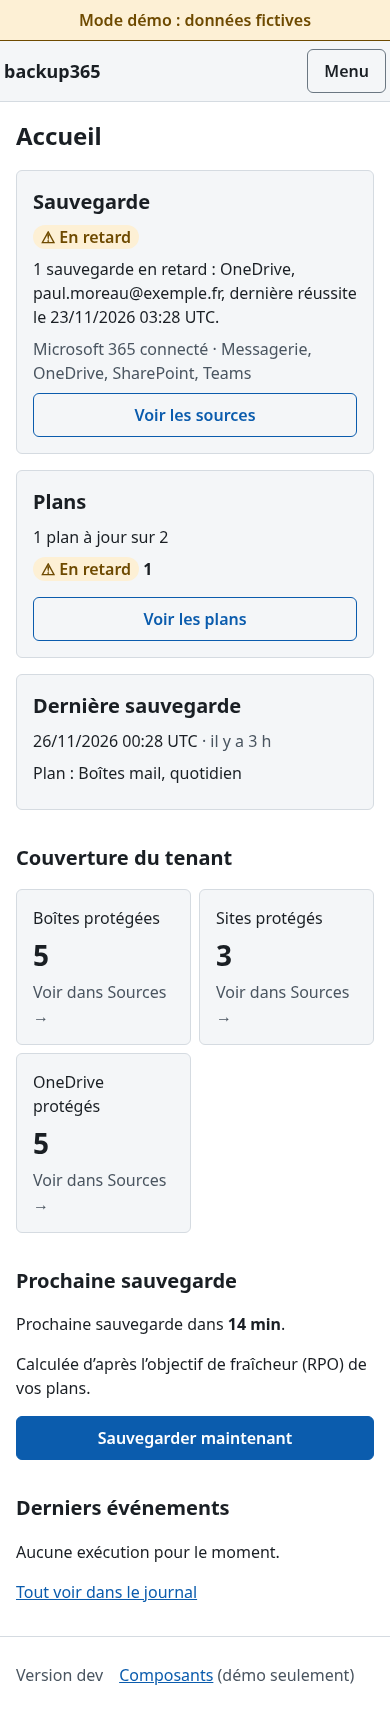 Mode démo : données fictives
backup365
Menu
Accueil
Sauvegarde
⚠ En retard
1 sauvegarde en retard : OneDrive,
paul.moreau@exemple.fr, dernière réussite
le 23/11/2026 03:28 UTC.
Microsoft 365 connecté · Messagerie,
OneDrive, SharePoint, Teams
Voir les sources
Plans
1 plan à jour sur 2
⚠ En retard 1
Voir les plans
Dernière sauvegarde
26/11/2026 00:28 UTC · il y a 3 h
Plan : Boîtes mail, quotidien
Couverture du tenant
Boîtes protégées
5
Voir dans Sources
→
Sites protégés
3
Voir dans Sources
→
OneDrive
protégés
5
Voir dans Sources
→
Prochaine sauvegarde
Prochaine sauvegarde dans 14 min.
Calculée d’après l’objectif de fraîcheur (RPO) de
vos plans.
Sauvegarder maintenant
Derniers événements
Aucune exécution pour le moment.
Tout voir dans le journal
Version dev Composants (démo seulement)